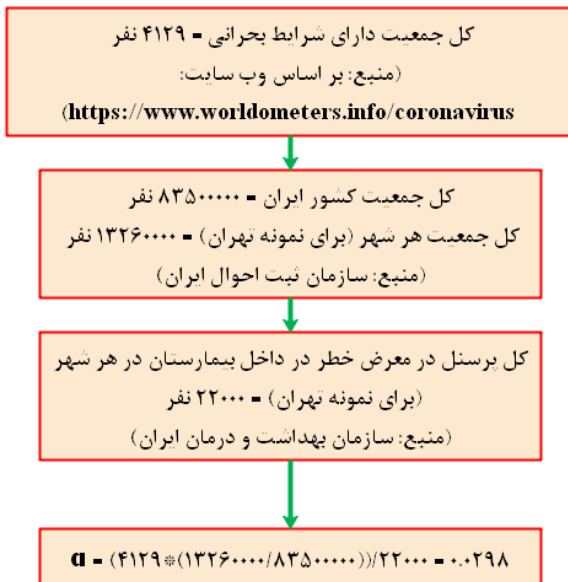 کل جمعیت دارای شرایط بحرانی = ۴۱۲۹ نفر
(منبع: بر اساس وب سایت:
(https://www.worldometers.info/coronavirus
کل جمعیت کشور ایران = ۸۳۵۰۰۰۰۰ نفر
کل جمعیت هر شهر (برای نمونه تهران) = ۱۳۲۶۰۰۰۰ نفر
(منبع: سازمان ثبت احوال ایران)
کل پرسنل در معرض خطر در داخل بیمارستان در هر شهر
(برای نمونه تهران) = ۲۲۰۰۰ نفر
(منبع: سازمان بهداشت و درمان ایران)
α = (۴۱۲۹*(۱۳۲۶۰۰۰۰/۸۳۵۰۰۰۰۰))/۲۲۰۰۰ = ۰.۰۲۹۸